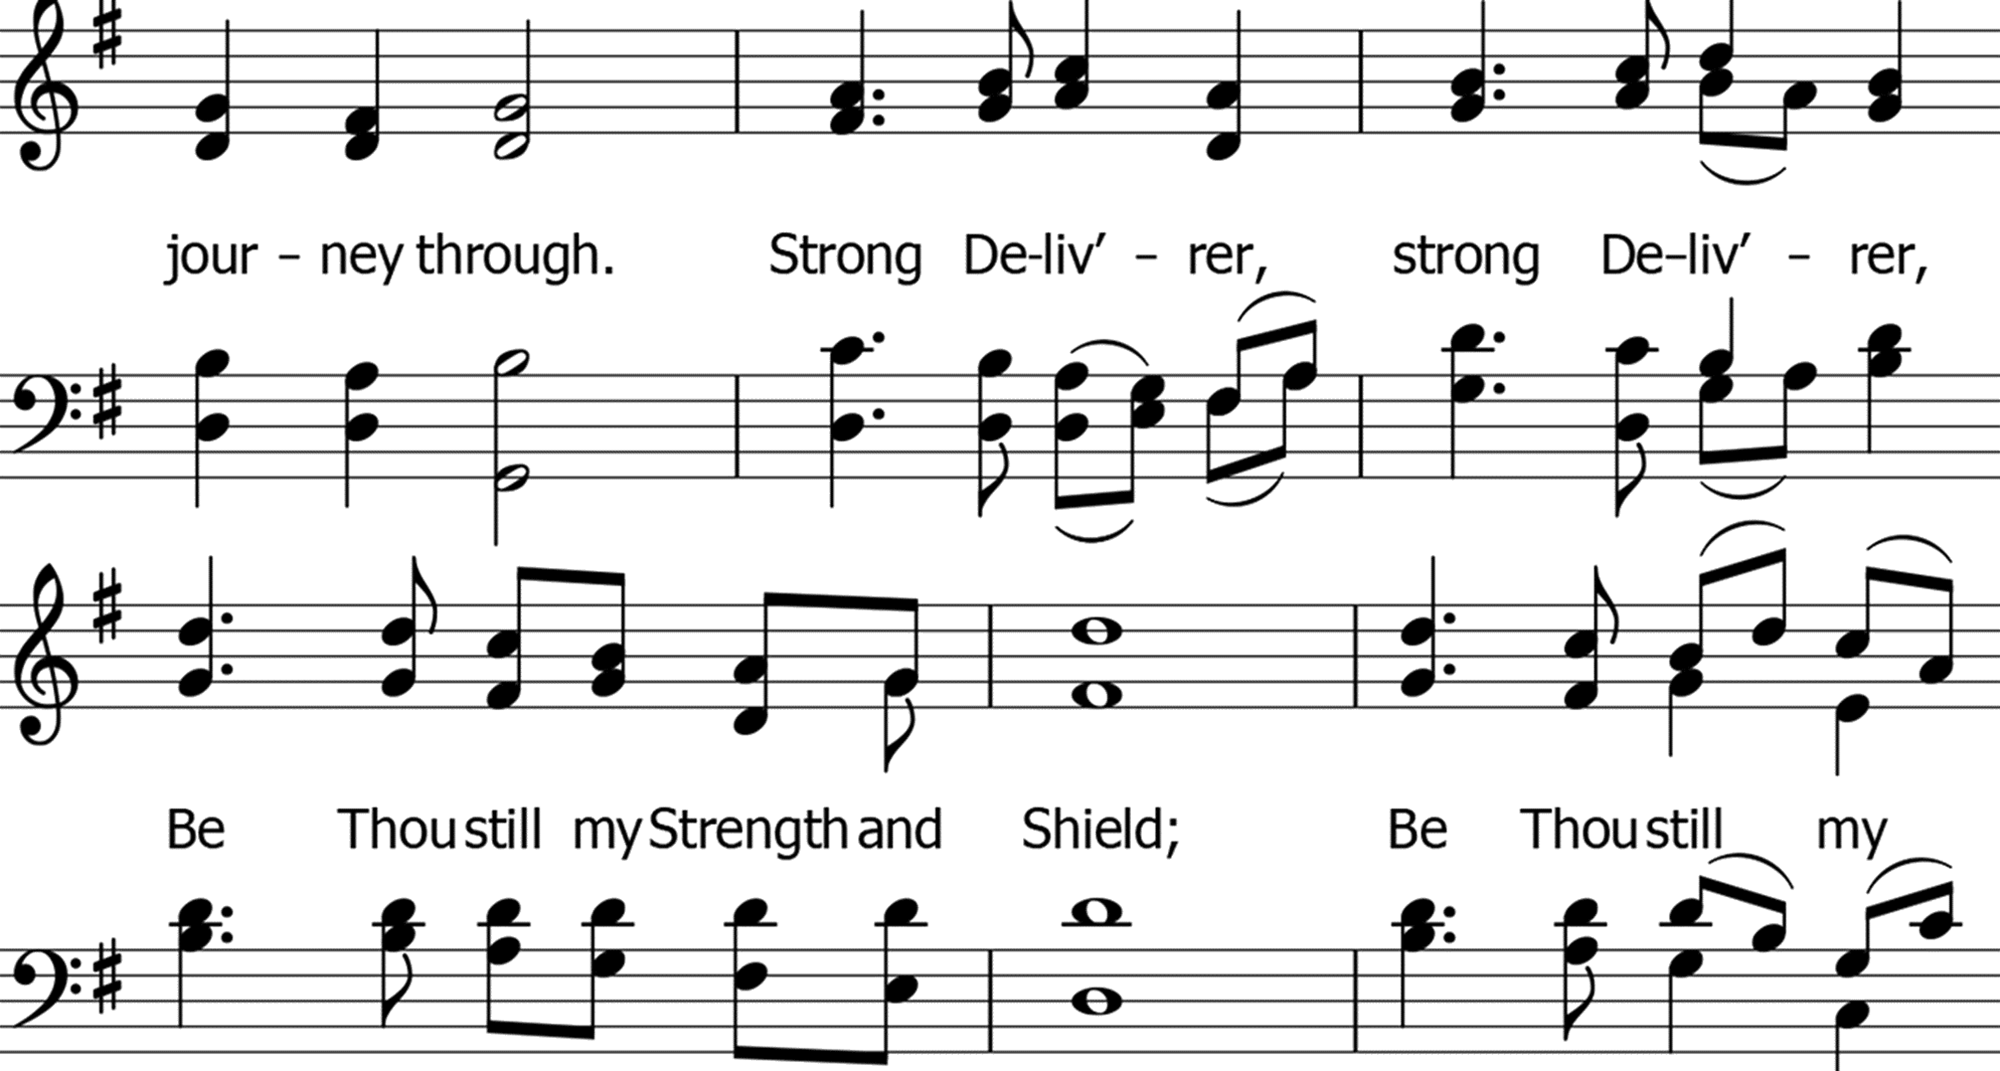 jour – ney through. Strong De-liv’ – rer, strong De–liv’ – rer,
Be Thou still my Strength and Shield; Be Thou still my